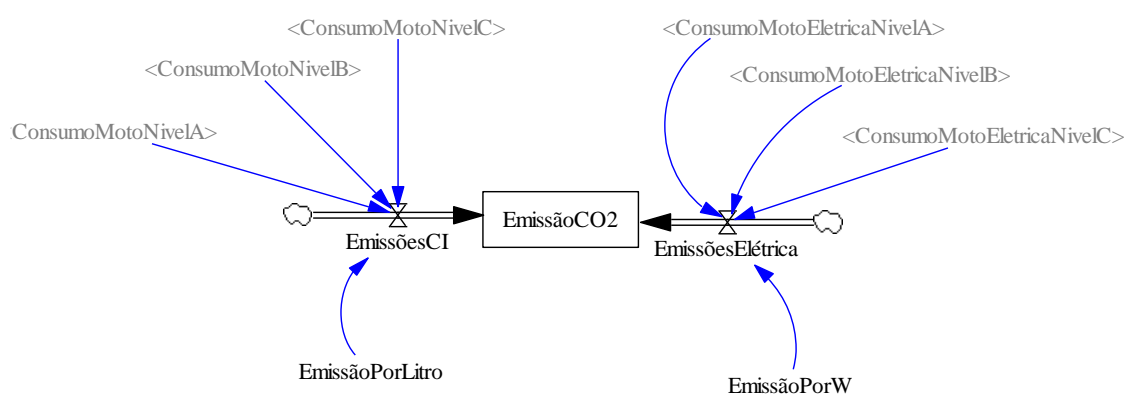 <ConsumoMotoNivelC>
<ConsumoMotoEletricaNivelA>
<ConsumoMotoNivelB>
<ConsumoMotoEletricaNivelB>
ConsumoMotoNivelA>
<ConsumoMotoEletricaNivelC>
EmissãoCO2
EmissõesCI
EmissõesElétrica
EmissãoPorLitro
EmissãoPorW